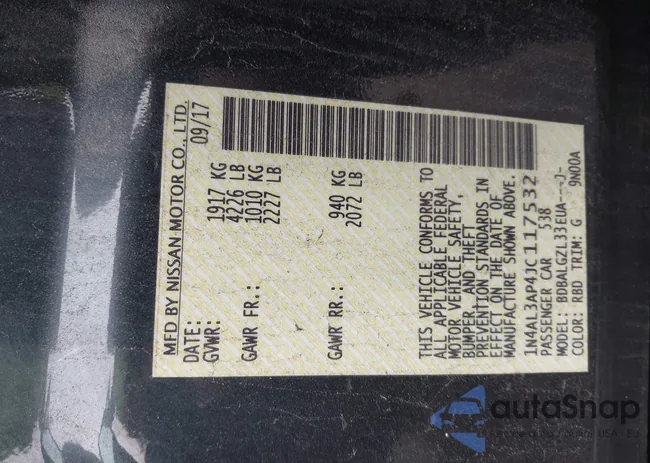 MFD BY NISSAN MOTOR CO., LTD.
DATE: 09/17
GVWR: 1917 KG
4226 LB
GAWR FR.: 1010 KG
2227 LB
GAWR RR.: 940 KG
2072 LB
THIS VEHICLE CONFORMS TO
ALL APPLICABLE FEDERAL
MOTOR VEHICLE SAFETY,
BUMPER, AND THEFT
PREVENTION STANDARDS IN
EFFECT ON THE DATE OF
MANUFACTURE SHOWN ABOVE.
1N4AL3AP4JC117532
PASSENGER CAR 538
MODEL: BDBALGZL33EUA---J-
COLOR: RBD TRIM: G 9N00A
autaSnap